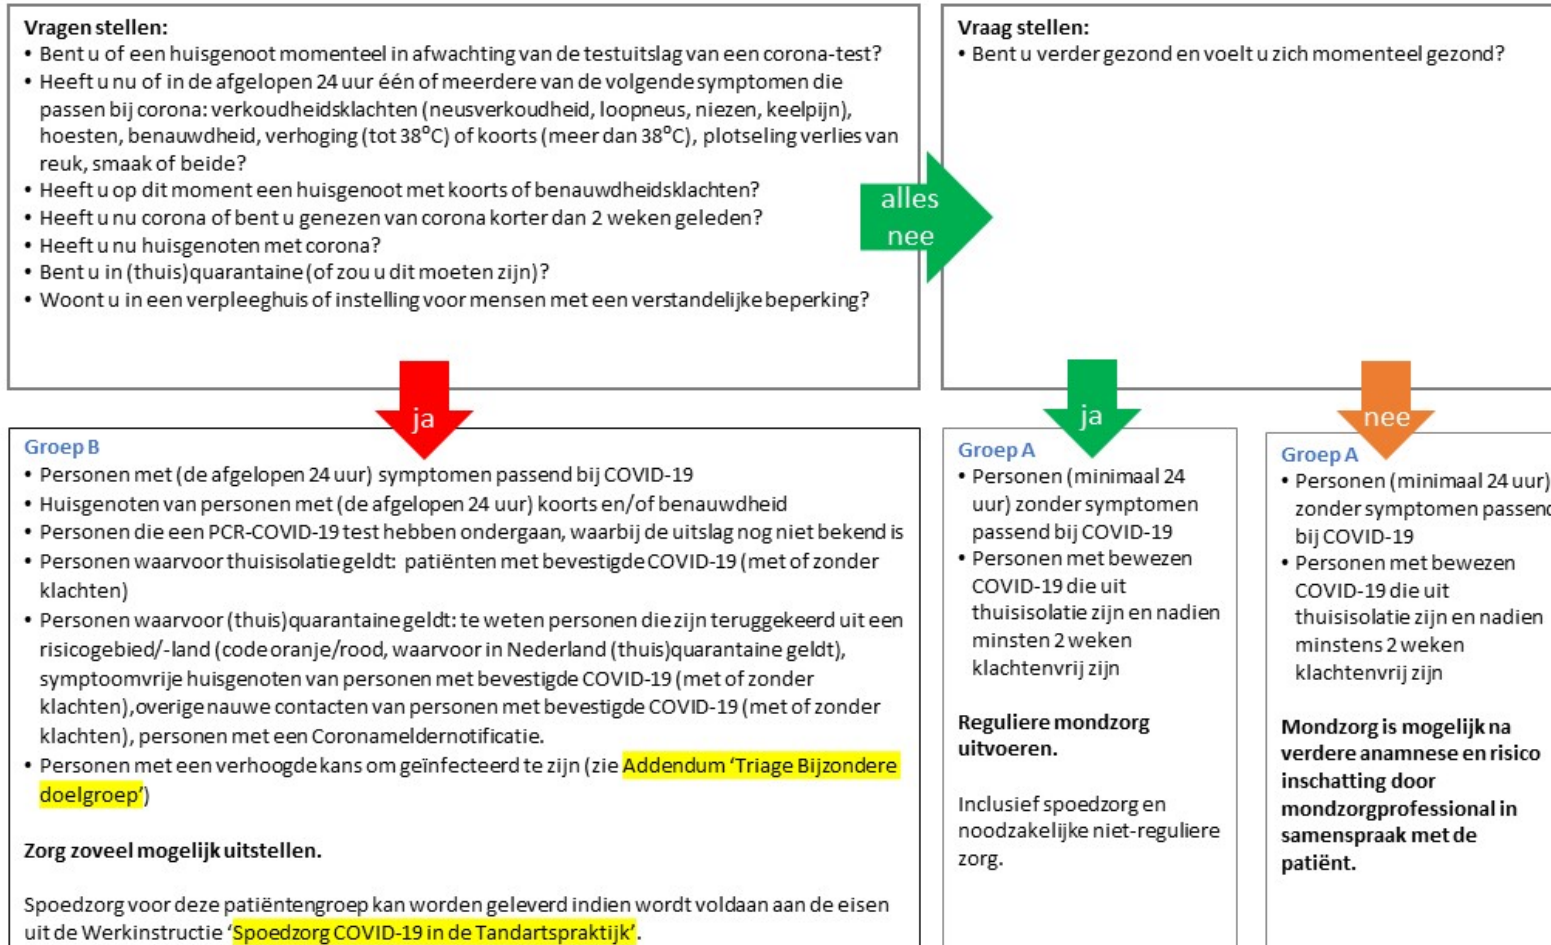 Vragen stellen:
• Bent u of een huisgenoot momenteel in afwachting van de testuitslag van een corona-test?
• Heeft u nu of in de afgelopen 24 uur één of meerdere van de volgende symptomen die
passen bij corona: verkoudheidsklachten (neusverkoudheid, loopneus, niezen, keelpijn),
hoesten, benauwdheid, verhoging (tot 38°C) of koorts (meer dan 38°C), plotseling verlies van
reuk, smaak of beide?
• Heeft u op dit moment een huisgenoot met koorts of benauwdheidsklachten?
• Heeft u nu corona of bent u genezen van corona korter dan 2 weken geleden?
• Heeft u nu huisgenoten met corona?
• Bent u in (thuis)quarantaine (of zou u dit moeten zijn)?
• Woont u in een verpleeghuis of instelling voor mensen met een verstandelijke beperking?
alles
nee
Vraag stellen:
• Bent u verder gezond en voelt u zich momenteel gezond?
ja
Groep B
• Personen met (de afgelopen 24 uur) symptomen passend bij COVID-19
• Huisgenoten van personen met (de afgelopen 24 uur) koorts en/of benauwdheid
• Personen die een PCR-COVID-19 test hebben ondergaan, waarbij de uitslag nog niet bekend is
• Personen waarvoor thuisisolatie geldt: patiënten met bevestigde COVID-19 (met of zonder
klachten)
• Personen waarvoor (thuis)quarantaine geldt: te weten personen die zijn teruggekeerd uit een
risicogebied/-land (code oranje/rood, waarvoor in Nederland (thuis)quarantaine geldt),
symptoomvrije huisgenoten van personen met bevestigde COVID-19 (met of zonder
klachten), overige nauwe contacten van personen met bevestigde COVID-19 (met of zonder
klachten), personen met een Coronameldernotificatie.
• Personen met een verhoogde kans om geïnfecteerd te zijn (zie Addendum ‘Triage Bijzondere
doelgroep’)
Zorg zoveel mogelijk uitstellen.
Spoedzorg voor deze patiëntengroep kan worden geleverd indien wordt voldaan aan de eisen
uit de Werkinstructie ‘Spoedzorg COVID-19 in de Tandartspraktijk’.
ja
Groep A
• Personen (minimaal 24
uur) zonder symptomen
passend bij COVID-19
• Personen met bewezen
COVID-19 die uit
thuisisolatie zijn en nadien
minsten 2 weken
klachtenvrij zijn
Reguliere mondzorg
uitvoeren.
Inclusief spoedzorg en
noodzakelijke niet-reguliere
zorg.
nee
Groep A
• Personen (minimaal 24 uur)
zonder symptomen passend
bij COVID-19
• Personen met bewezen
COVID-19 die uit
thuisisolatie zijn en nadien
minstens 2 weken
klachtenvrij zijn
Mondzorg is mogelijk na
verdere anamnese en risico
inschatting door
mondzorgprofessional in
samenspraak met de
patiënt.